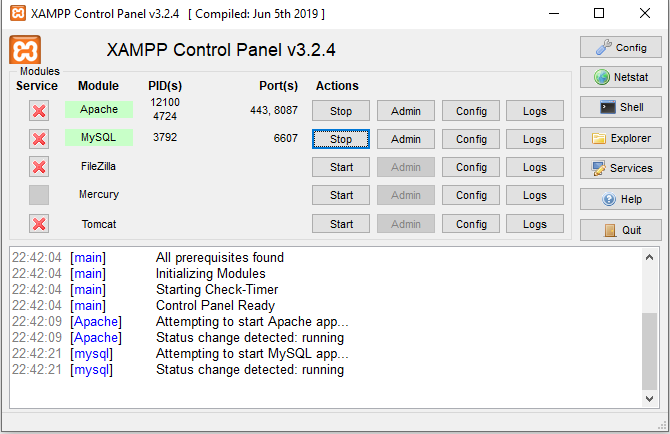 XAMPP Control Panel v3.2.4 [ Compiled: Jun 5th 2019 ]
XAMPP Control Panel v3.2.4
Config
Modules
Service Module PID(s) Port(s) Actions
Netstat
Apache 12100 4724 443, 8087 Stop Admin Config Logs
Shell
MySQL 3792 6607 Stop Admin Config Logs
Explorer
FileZilla Start Admin Config Logs
Services
Mercury Start Admin Config Logs
Help
Tomcat Start Admin Config Logs
Quit
22:42:04 [main] All prerequisites found
22:42:04 [main] Initializing Modules
22:42:04 [main] Starting Check-Timer
22:42:04 [main] Control Panel Ready
22:42:09 [Apache] Attempting to start Apache app...
22:42:09 [Apache] Status change detected: running
22:42:21 [mysql] Attempting to start MySQL app...
22:42:21 [mysql] Status change detected: running